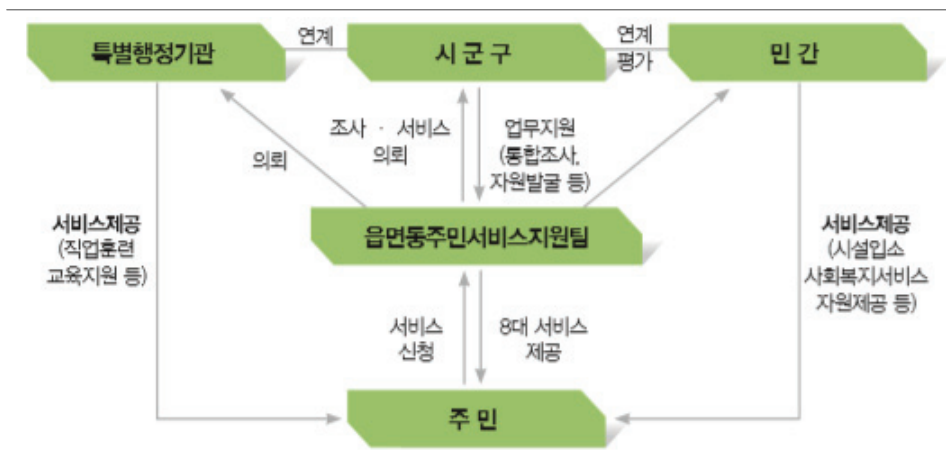 특별행정기관
연계
시 군 구
연계
평가
민 간
조사 · 서비스
의뢰
업무지원
(통합조사,
자원발굴 등)
의뢰
서비스제공
(직업훈련
교육지원 등)
읍면동주민서비스지원팀
서비스제공
(시설입소
사회복지서비스
자원제공 등)
서비스
신청
8대 서비스
제공
주 민